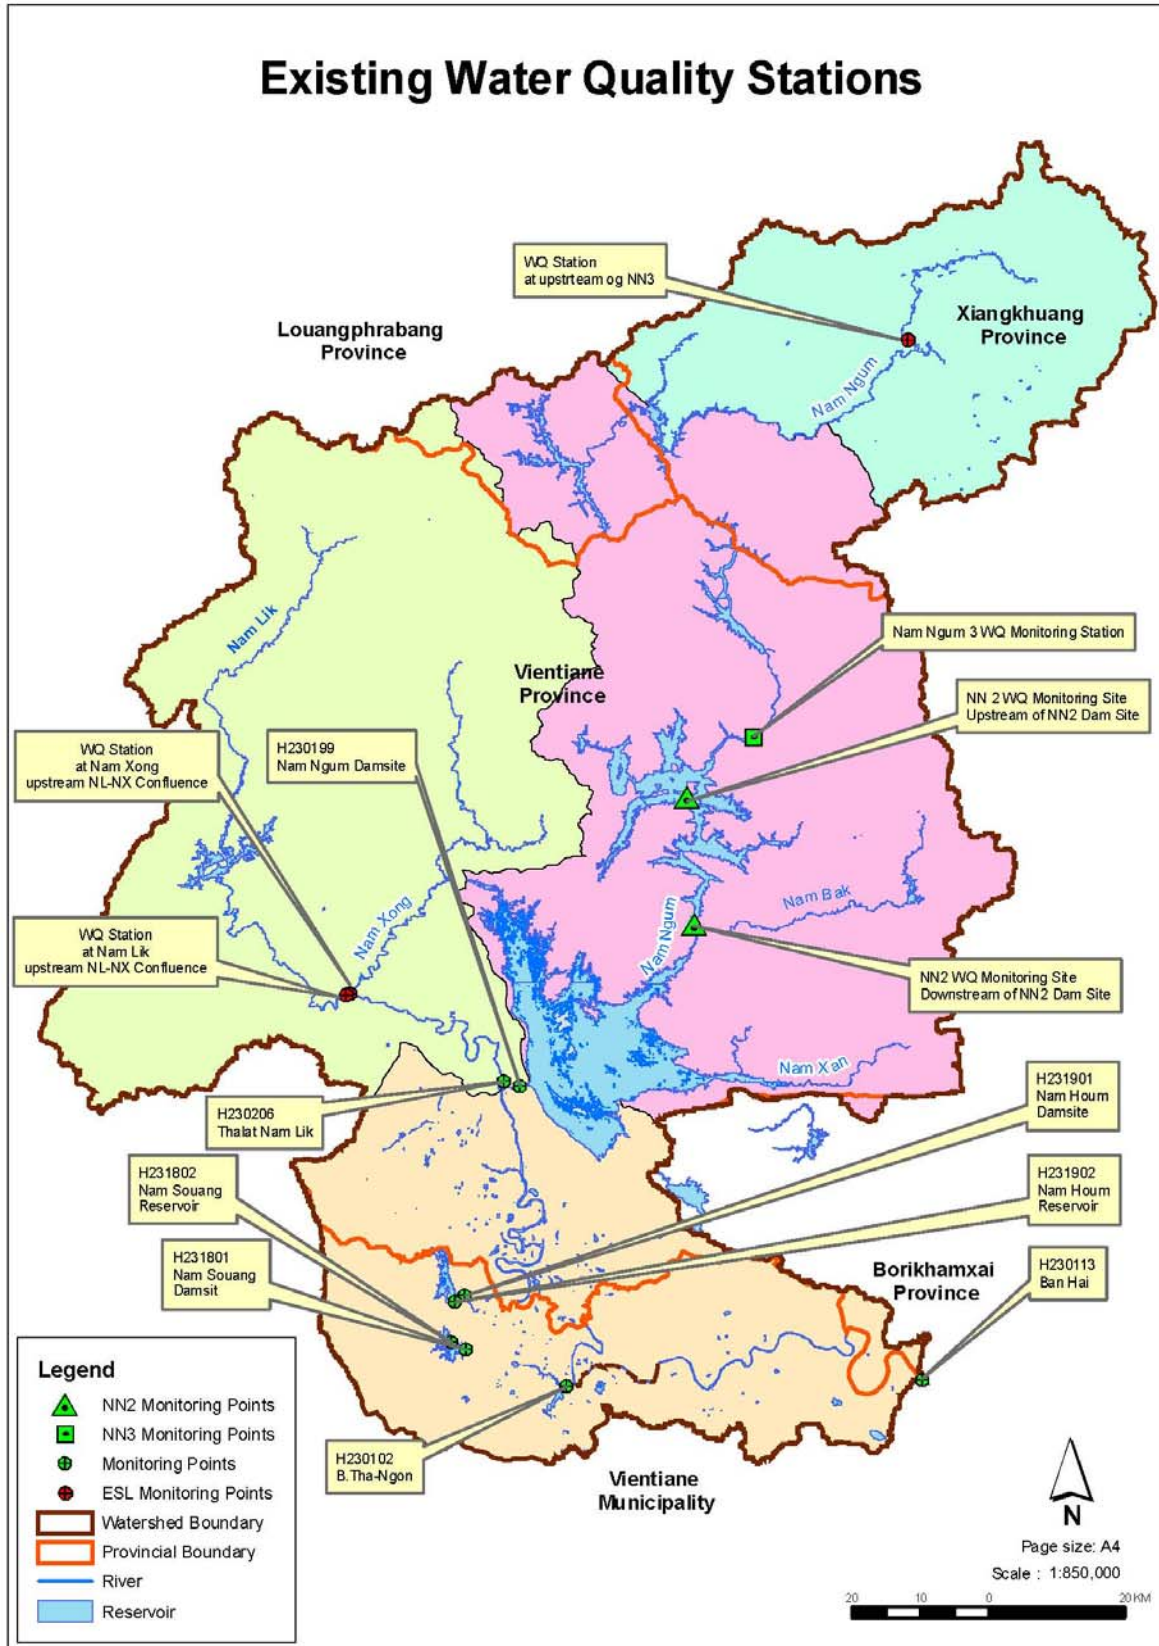 Existing Water Quality Stations
WQ Station
at upstrteam og NN3
Xiangkhuang
Province
Louangphrabang
Province
Nam Ngum
Nam Lik
Nam Ngum 3 WQ Monitoring Station
Vientiane
Province
NN 2 WQ Monitoring Site
Upstream of NN2 Dam Site
WQ Station
at Nam Xong
upstream NL-NX Confluence
H230199
Nam Ngum Damsite
Nam Bak
Nam Xong
Nam Ngum
WQ Station
at Nam Lik
upstream NL-NX Confluence
NN2 WQ Monitoring Site
Downstream of NN2 Dam Site
Nam Xan
H231901
Nam Houm
Damsite
H230206
Thalat Nam Lik
H231802
Nam Souang
Reservoir
H231902
Nam Houm
Reservoir
H231801
Nam Souang
Damsit
Borikhamxai
Province
H230113
Ban Hai
H230102
B.Tha-Ngon
Vientiane
Municipality
Legend
NN2 Monitoring Points
NN3 Monitoring Points
Monitoring Points
ESL Monitoring Points
Watershed Boundary
Provincial Boundary
River
Reservoir
N
Page size: A4
Scale : 1:850,000
20 10 0 20 KM